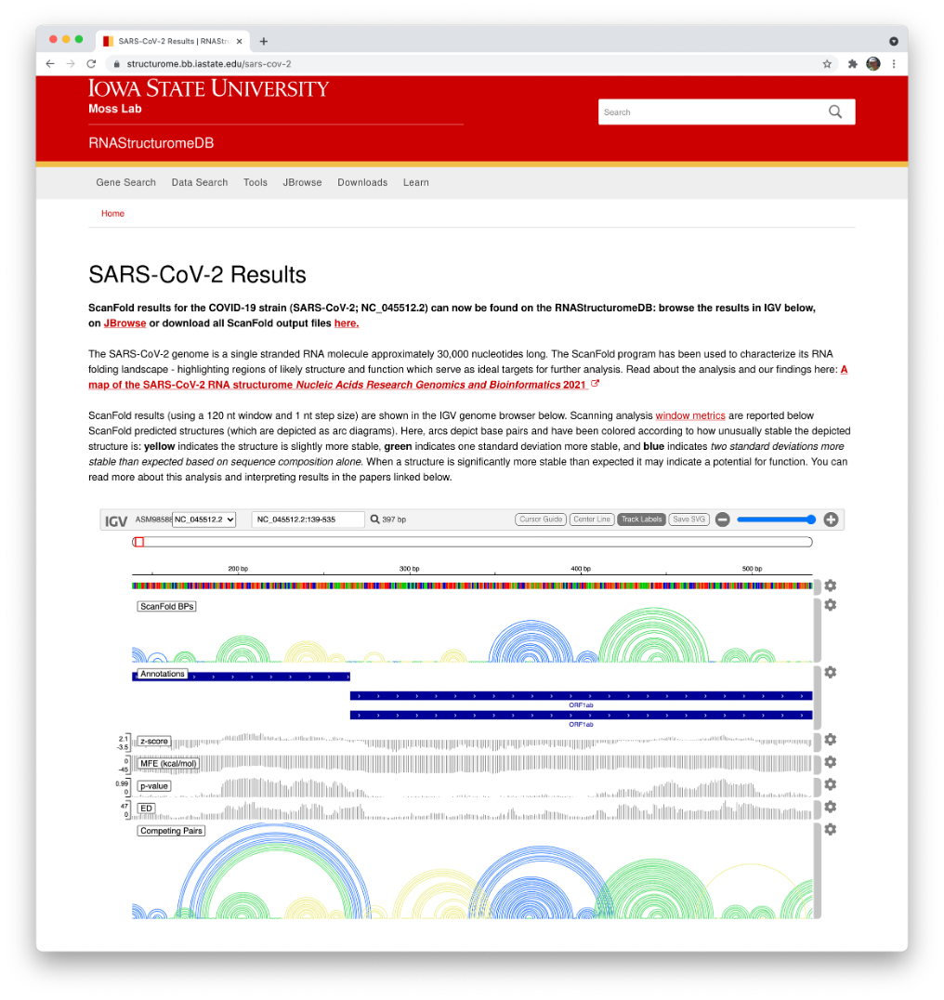 SARS-CoV-2 Results | RNAStru
structurome.bb.iastate.edu/sars-cov-2
IOWA STATE UNIVERSITY
Moss Lab
Search
RNAStructuromeDB
Gene Search Data Search Tools JBrowse Downloads Learn
Home
SARS-CoV-2 Results
ScanFold results for the COVID-19 strain (SARS-CoV-2; NC_045512.2) can now be found on the RNAStructuromeDB: browse the results in IGV below,
on JBrowse or download all ScanFold output files here.
The SARS-CoV-2 genome is a single stranded RNA molecule approximately 30,000 nucleotides long. The ScanFold program has been used to characterize its RNA
folding landscape - highlighting regions of likely structure and function which serve as ideal targets for further analysis. Read about the analysis and our findings here: A
map of the SARS-CoV-2 RNA structurome Nucleic Acids Research Genomics and Bioinformatics 2021
ScanFold results (using a 120 nt window and 1 nt step size) are shown in the IGV genome browser below. Scanning analysis window metrics are reported below
ScanFold predicted structures (which are depicted as arc diagrams). Here, arcs depict base pairs and have been colored according to how unusually stable the depicted
structure is: yellow indicates the structure is slightly more stable, green indicates one standard deviation more stable, and blue indicates two standard deviations more
stable than expected based on sequence composition alone. When a structure is significantly more stable than expected it may indicate a potential for function. You can
read more about this analysis and interpreting results in the papers linked below.
IGV ASM98588 NC_045512.2 NC_045512.2:139-535 397 bp Cursor Guide Center Line Track Labels Save SVG
200 bp 300 bp 400 bp 500 bp
ScanFold BPs
Annotations
ORF1ab
ORF1ab
2.1
z-score
-3.5
0
MFE (kcal/mol)
-45
0.99
p-value
0
47
ED
0
Competing Pairs